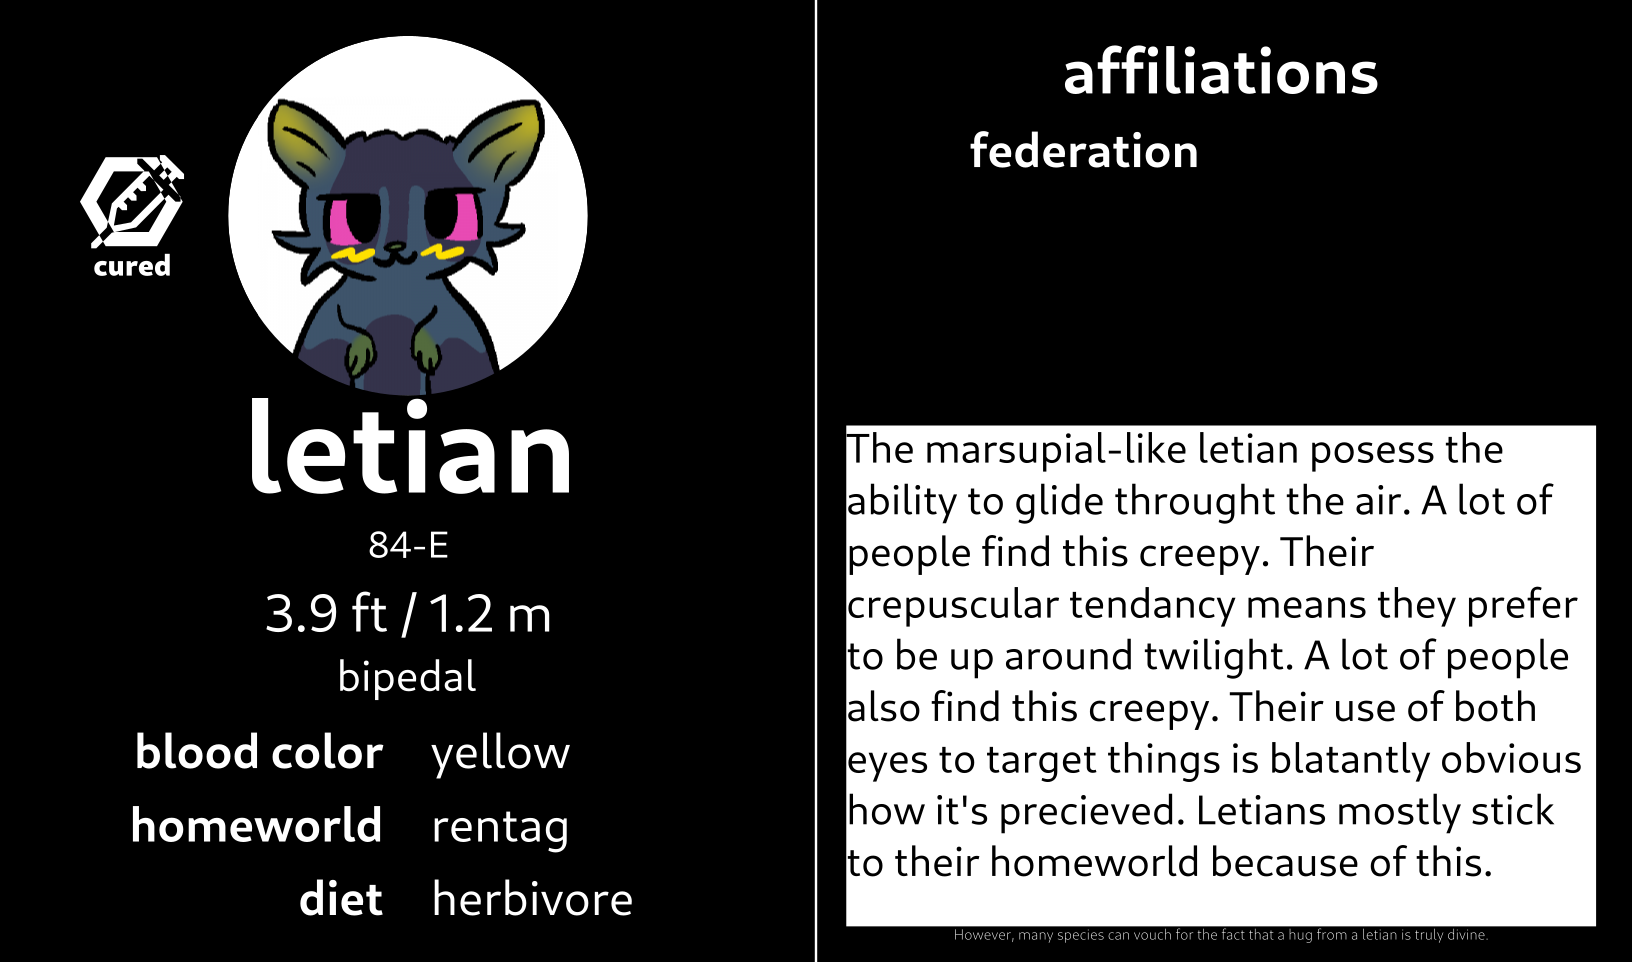 cured
letian
84-E
3.9 ft / 1.2 m
bipedal
blood color yellow
homeworld rentag
diet herbivore
affiliations
federation
The marsupial-like letian posess the
ability to glide throught the air. A lot of
people find this creepy. Their
crepuscular tendancy means they prefer
to be up around twilight. A lot of people
also find this creepy. Their use of both
eyes to target things is blatantly obvious
how it's precieved. Letians mostly stick
to their homeworld because of this.
However, many species can vouch for the fact that a hug from a letian is truly divine.